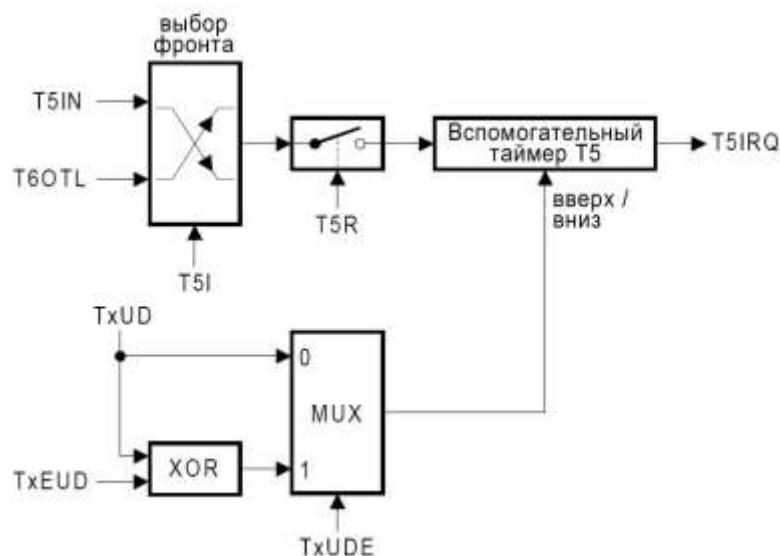 выбор
фронта
T5IN
T6OTL
T5I
T5R
Вспомогательный
таймер T5
T5IRQ
вверх /
вниз
TxUD
0
MUX
XOR
1
TxEUD
TxUDE